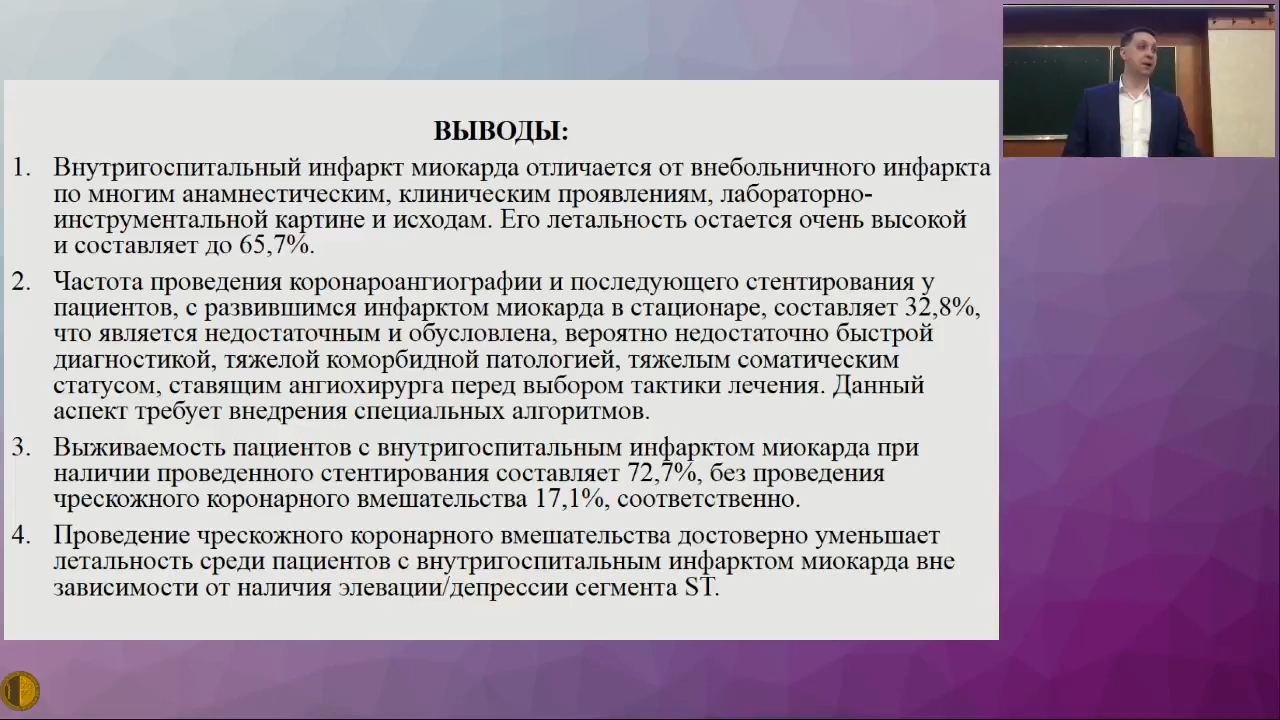 ВЫВОДЫ:
1. Внутригоспитальный инфаркт миокарда отличается от внебольничного инфаркта
по многим анамнестическим, клиническим проявлениям, лабораторно-
инструментальной картине и исходам. Его летальность остается очень высокой
и составляет до 65,7%.
2. Частота проведения коронароангиографии и последующего стентирования у
пациентов, с развившимся инфарктом миокарда в стационаре, составляет 32,8%,
что является недостаточным и обусловлена, вероятно недостаточно быстрой
диагностикой, тяжелой коморбидной патологией, тяжелым соматическим
статусом, ставящим ангиохирурга перед выбором тактики лечения. Данный
аспект требует внедрения специальных алгоритмов.
3. Выживаемость пациентов с внутригоспитальным инфарктом миокарда при
наличии проведенного стентирования составляет 72,7%, без проведения
чрескожного коронарного вмешательства 17,1%, соответственно.
4. Проведение чрескожного коронарного вмешательства достоверно уменьшает
летальность среди пациентов с внутригоспитальным инфарктом миокарда вне
зависимости от наличия элевации/депрессии сегмента ST.